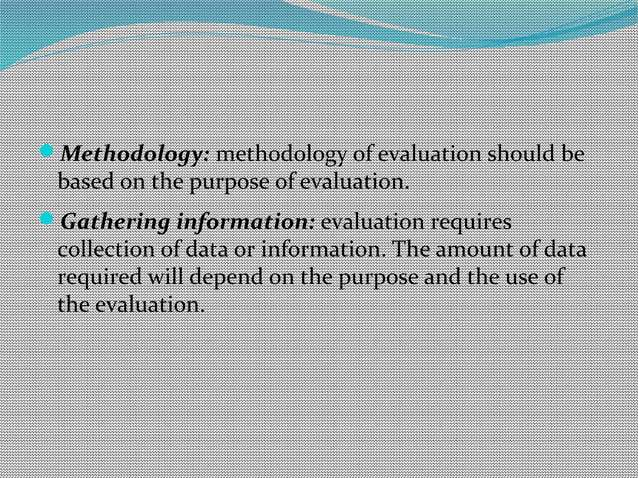 Methodology: methodology of evaluation should be
based on the purpose of evaluation.
Gathering information: evaluation requires
collection of data or information. The amount of data
required will depend on the purpose and the use of
the evaluation.